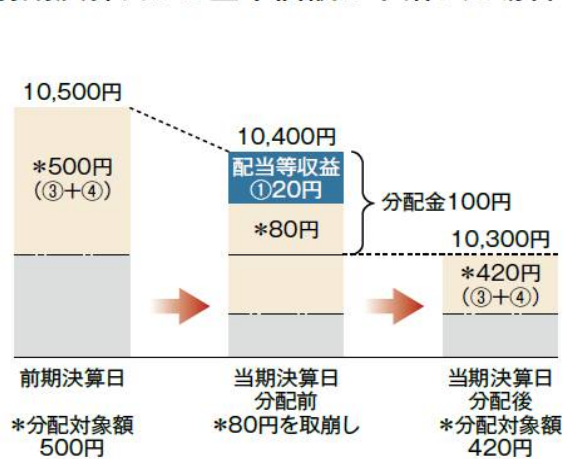 10,500円
*500円
(③+④)
10,400円
配当等収益
①20円
*80円
分配金100円
10,300円
*420円
(③+④)
前期決算日
*分配対象額
500円
当期決算日
分配前
*80円を取崩し
当期決算日
分配後
*分配対象額
420円